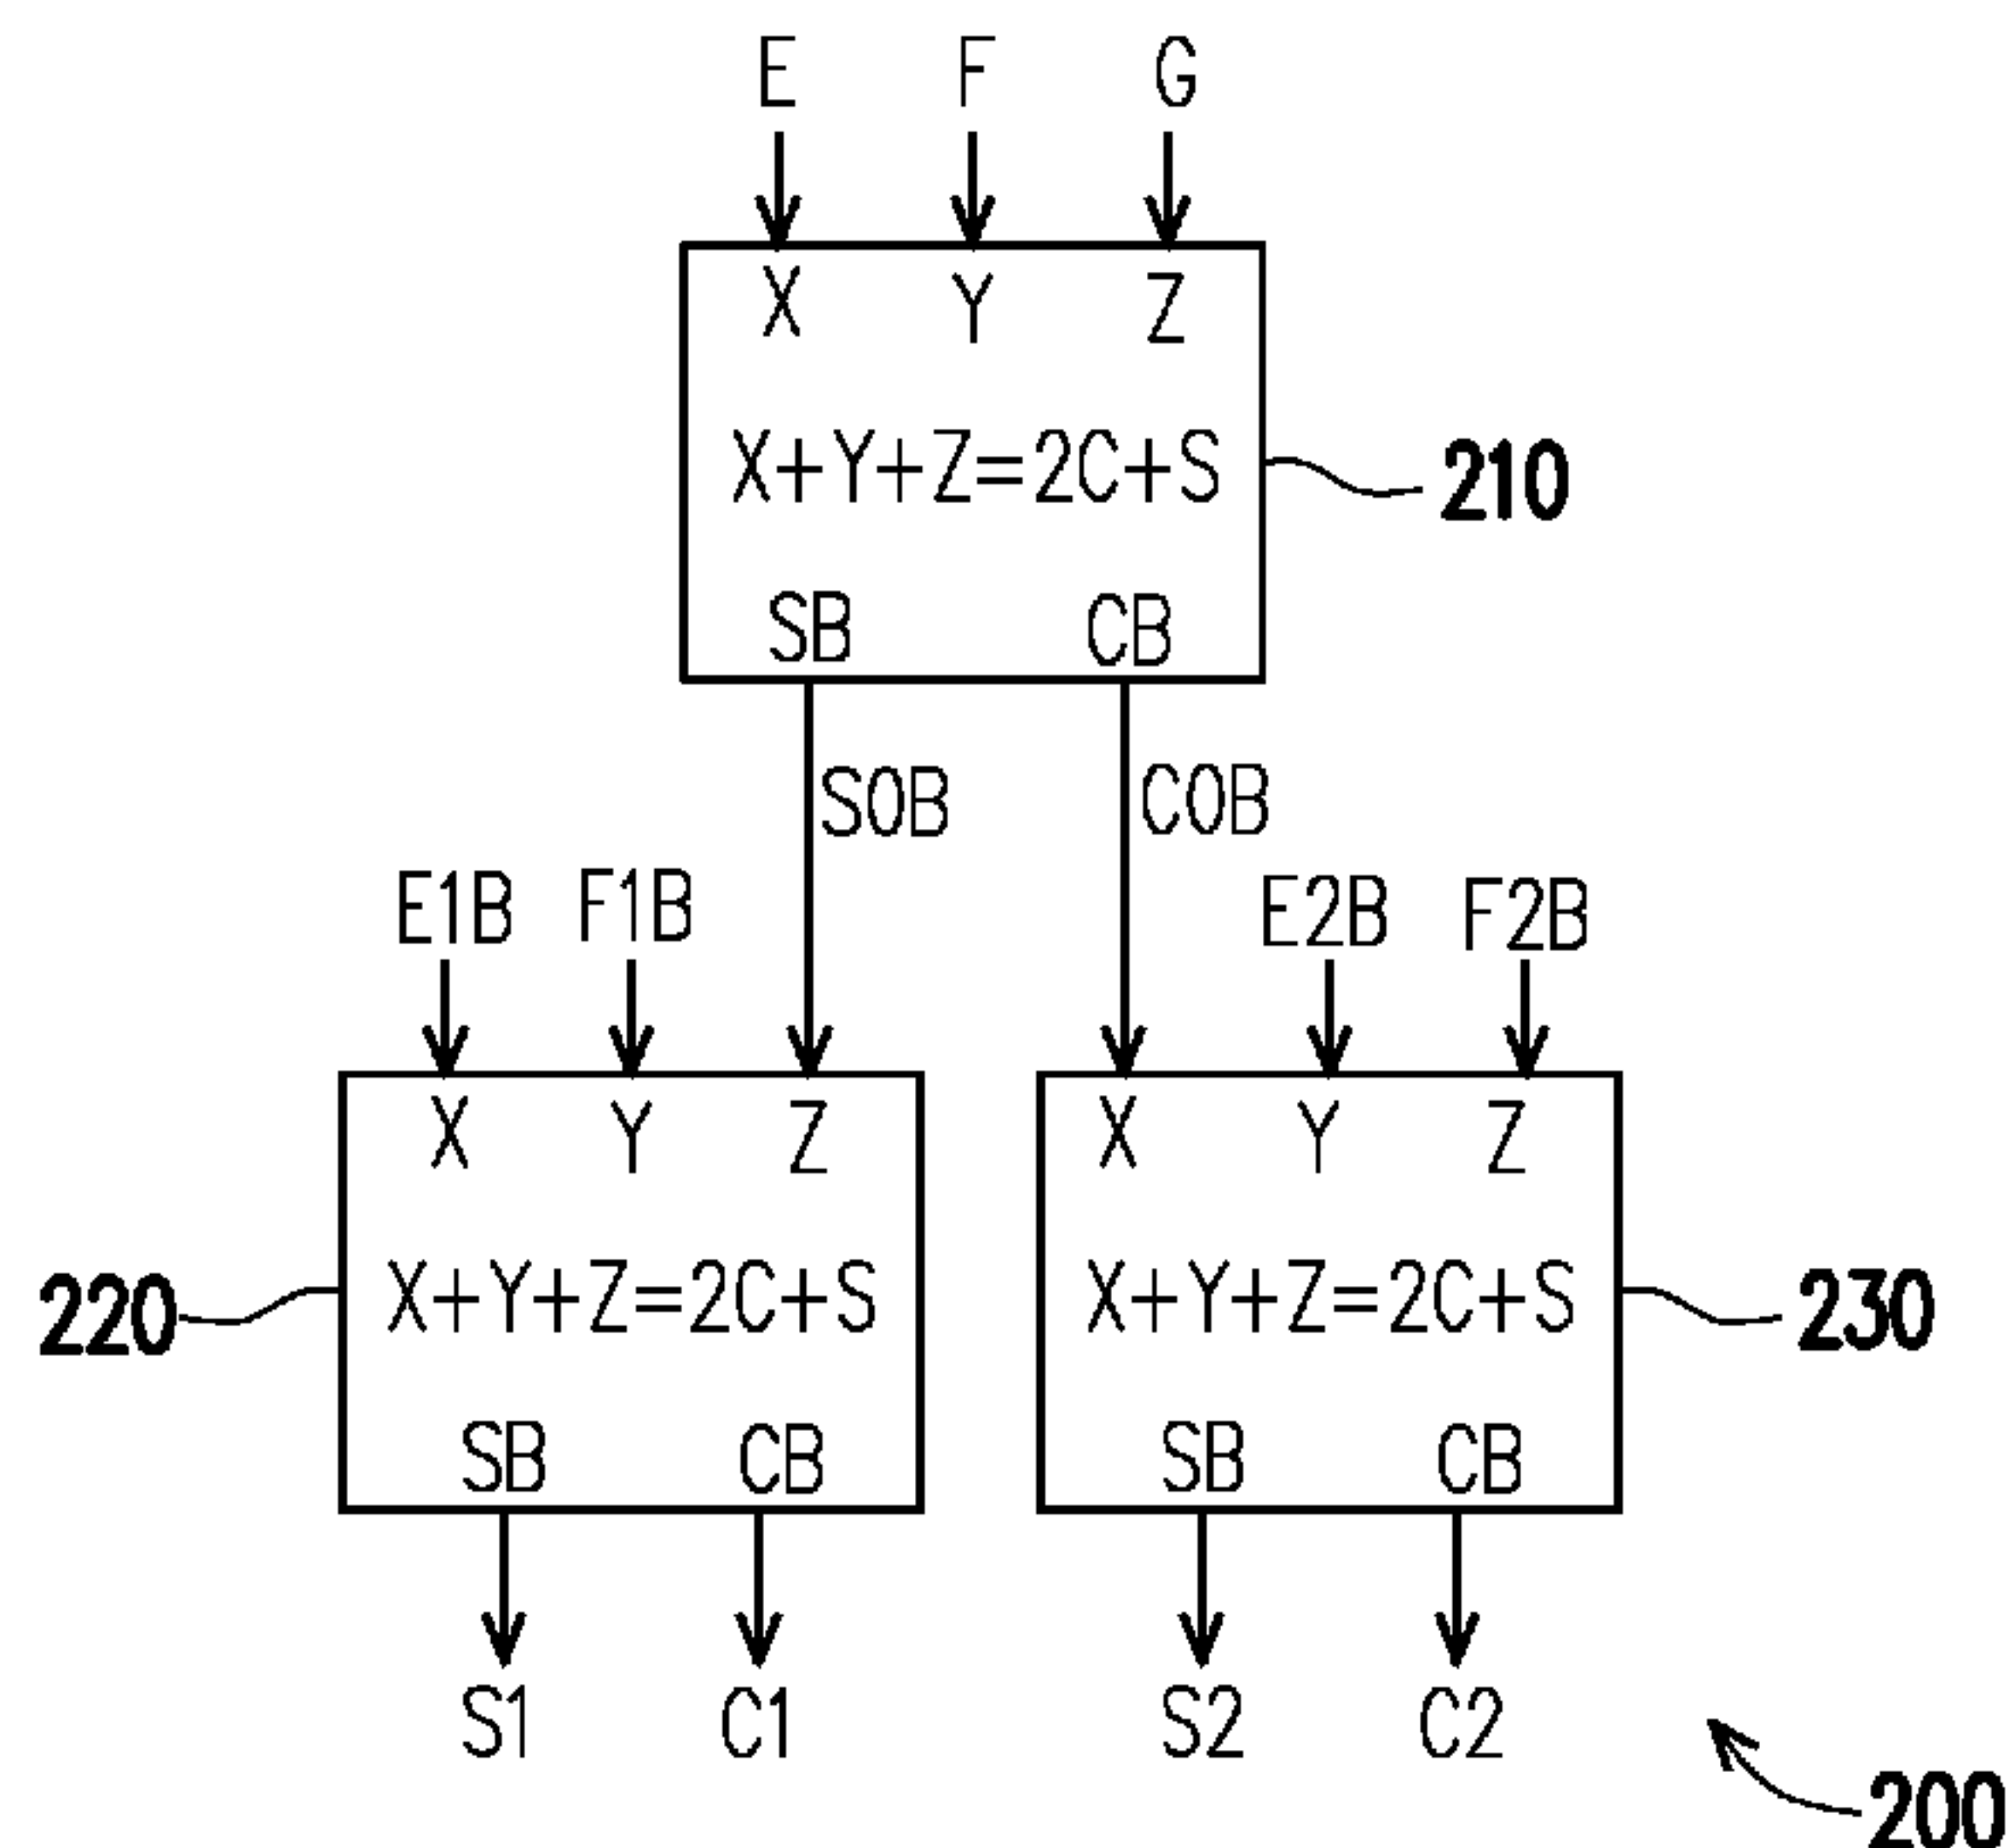 E F G
X Y Z
X+Y+Z=2C+S
210
SB CB
S0B C0B
E1B F1B E2B F2B
X Y Z X Y Z
220 X+Y+Z=2C+S X+Y+Z=2C+S 230
SB CB SB CB
S1 C1 S2 C2
200